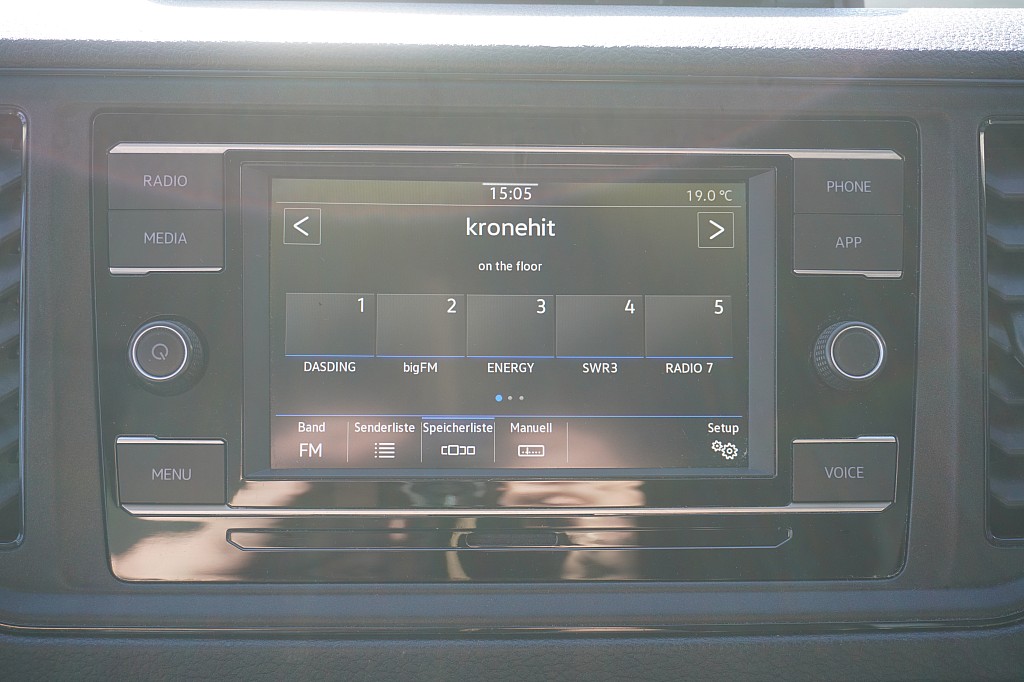 RADIO
MEDIA
MENU
15:05
19.0 °C
<
kronehit
>
on the floor
1 2 3 4 5
DASDING bigFM ENERGY SWR3 RADIO 7
Band Senderliste Speicherliste Manuell Setup
FM
PHONE
APP
VOICE